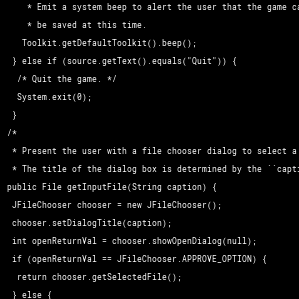 * Emit a system beep to alert the user that the game
* be saved at this time.
Toolkit.getDefaultToolkit().beep();
} else if (source.getText().equals("Quit")) {
/* Quit the game. */
System.exit(0);
}
/*
* Present the user with a file chooser dialog to select a
* The title of the dialog box is determined by the ``capti
public File getInputFile(String caption) {
JFileChooser chooser = new JFileChooser();
chooser.setDialogTitle(caption);
int openReturnVal = chooser.showOpenDialog(null);
if (openReturnVal == JFileChooser.APPROVE_OPTION) {
return chooser.getSelectedFile();
} else {